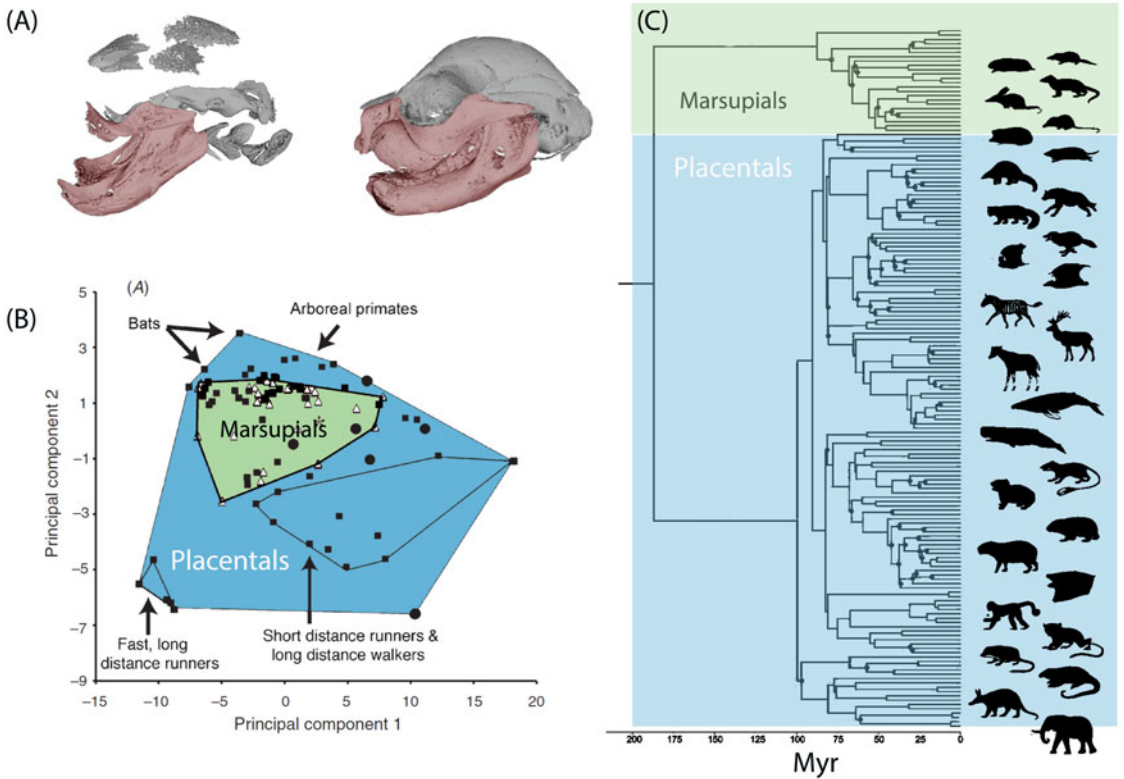 (A)
(B)
(A)
5
3
1
−1
−3
−5
−7
−9
Principal component 2
Bats
Arboreal primates
Marsupials
Placentals
Fast, long
distance runners
Short distance runners &
long distance walkers
−15
−10
−5
0
5
10
15
20
Principal component 1
(C)
Marsupials
Placentals
200
175
150
125
100
75
50
25
0
Myr